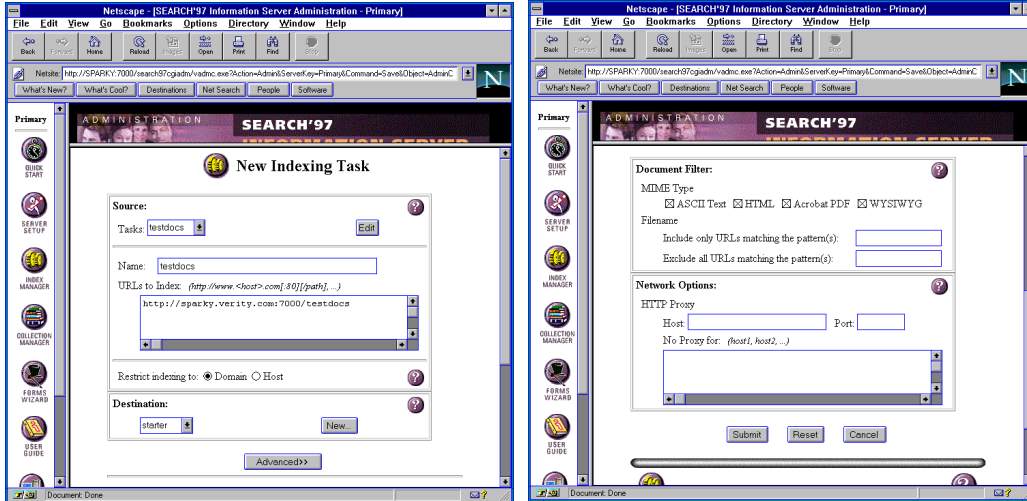 Netscape - [SEARCH'97 Information Server Administration - Primary]
File Edit View Go Bookmarks Options Directory Window Help
Back Forward Home Reload Images Open Print Find Stop
Netsite: http://SPARKY:7000/search97cgiadm/vadmc.exe?Action=Admin&ServerKey=Primary&Command=Save&Object=AdminC
What's New? What's Cool? Destinations Net Search People Software
Primary
ADMINISTRATION
SEARCH'97
INFORMATION SERVER
QUICK
START
SERVER
SETUP
INDEX
MANAGER
COLLECTION
MANAGER
FORMS
WIZARD
USER
GUIDE
New Indexing Task
Source:
Tasks: testdocs Edit
Name: testdocs
URLs to Index: (http://www.<host>.com[:80][/path], ...)
http://sparky.verity.com:7000/testdocs
Restrict indexing to: Domain Host
Destination:
starter New...
Advanced>>
Document: Done
Netscape - [SEARCH'97 Information Server Administration - Primary]
File Edit View Go Bookmarks Options Directory Window Help
Back Forward Home Reload Images Open Print Find Stop
Netsite: http://SPARKY:7000/search97cgiadm/vadmc.exe?Action=Admin&ServerKey=Primary&Command=Save&Object=AdminC
What's New? What's Cool? Destinations Net Search People Software
Primary
ADMINISTRATION
SEARCH'97
INFORMATION SERVER
QUICK
START
SERVER
SETUP
INDEX
MANAGER
COLLECTION
MANAGER
FORMS
WIZARD
USER
GUIDE
Document Filter:
MIME Type
ASCII Text HTML Acrobat PDF WYSIWYG
Filename
Include only URLs matching the pattern(s):
Exclude all URLs matching the pattern(s):
Network Options:
HTTP Proxy
Host: Port:
No Proxy for: (host1, host2, ...)
Submit Reset Cancel
Document: Done